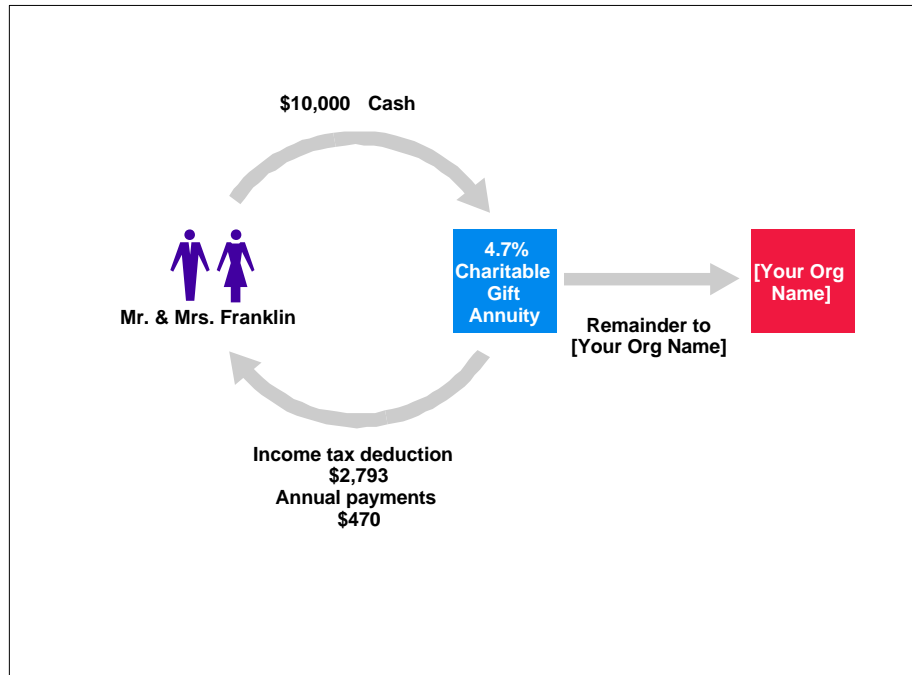 $10,000 Cash
4.7%
Charitable
Gift
Annuity
[Your Org
Name]
Mr. & Mrs. Franklin
Remainder to
[Your Org Name]
Income tax deduction
$2,793
Annual payments
$470